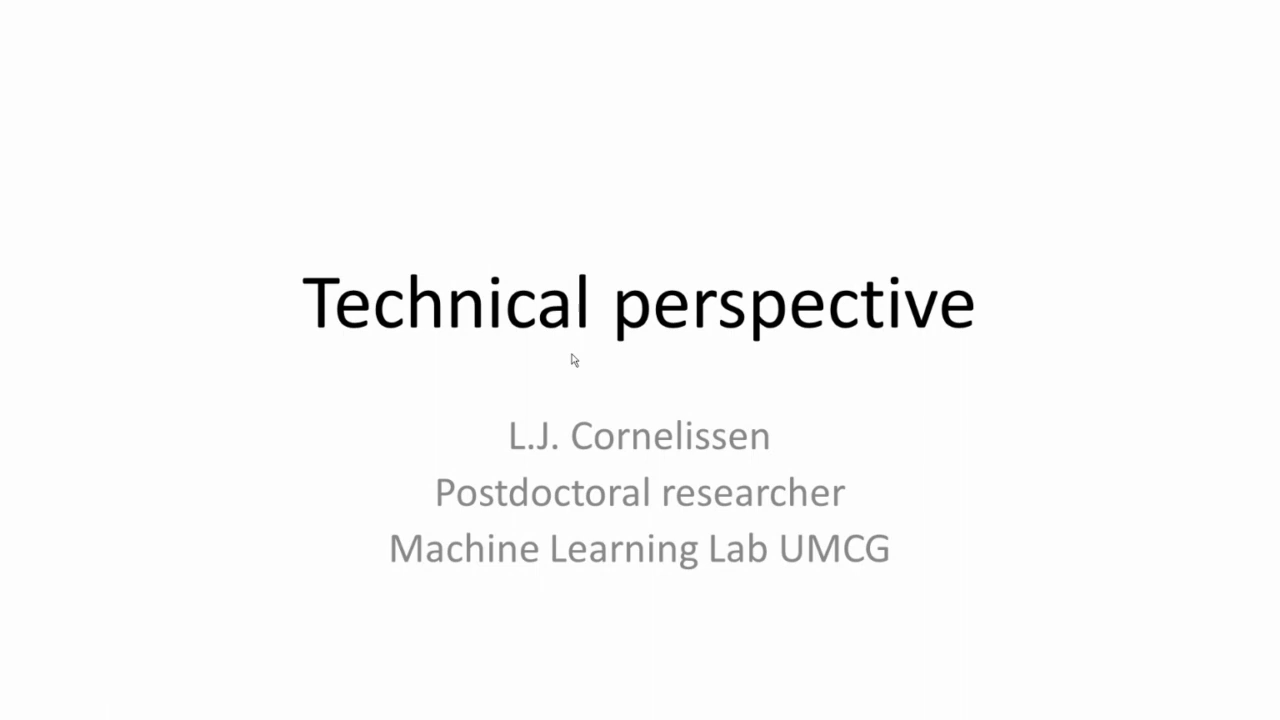 Technical perspective
L.J. Cornelissen
Postdoctoral researcher
Machine Learning Lab UMCG